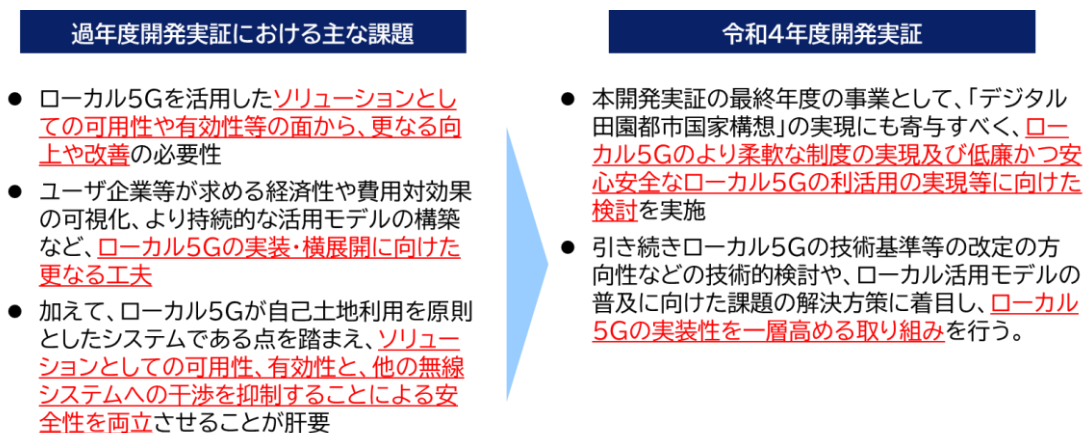 過年度開発実証における主な課題
● ローカル5Gを活用したソリューションとし
ての可用性や有効性等の面から、更なる向
上や改善の必要性
● ユーザ企業等が求める経済性や費用対効果
の可視化、より持続的な活用モデルの構築
など、ローカル5Gの実装・横展開に向けた
更なる工夫
● 加えて、ローカル5Gが自己土地利用を原則
としたシステムである点を踏まえ、ソリュー
ションとしての可用性、有効性と、他の無線
システムへの干渉を抑制することによる安
全性を両立させることが肝要
令和4年度開発実証
● 本開発実証の最終年度の事業として、「デジタル
田園都市国家構想」の実現にも寄与すべく、ロー
カル5Gのより柔軟な制度の実現及び低廉かつ安
心安全なローカル5Gの利活用の実現等に向けた
検討を実施
● 引き続きローカル5Gの技術基準等の改定の方
向性などの技術的検討や、ローカル活用モデルの
普及に向けた課題の解決方策に着目し、ローカル
5Gの実装性を一層高める取り組みを行う。